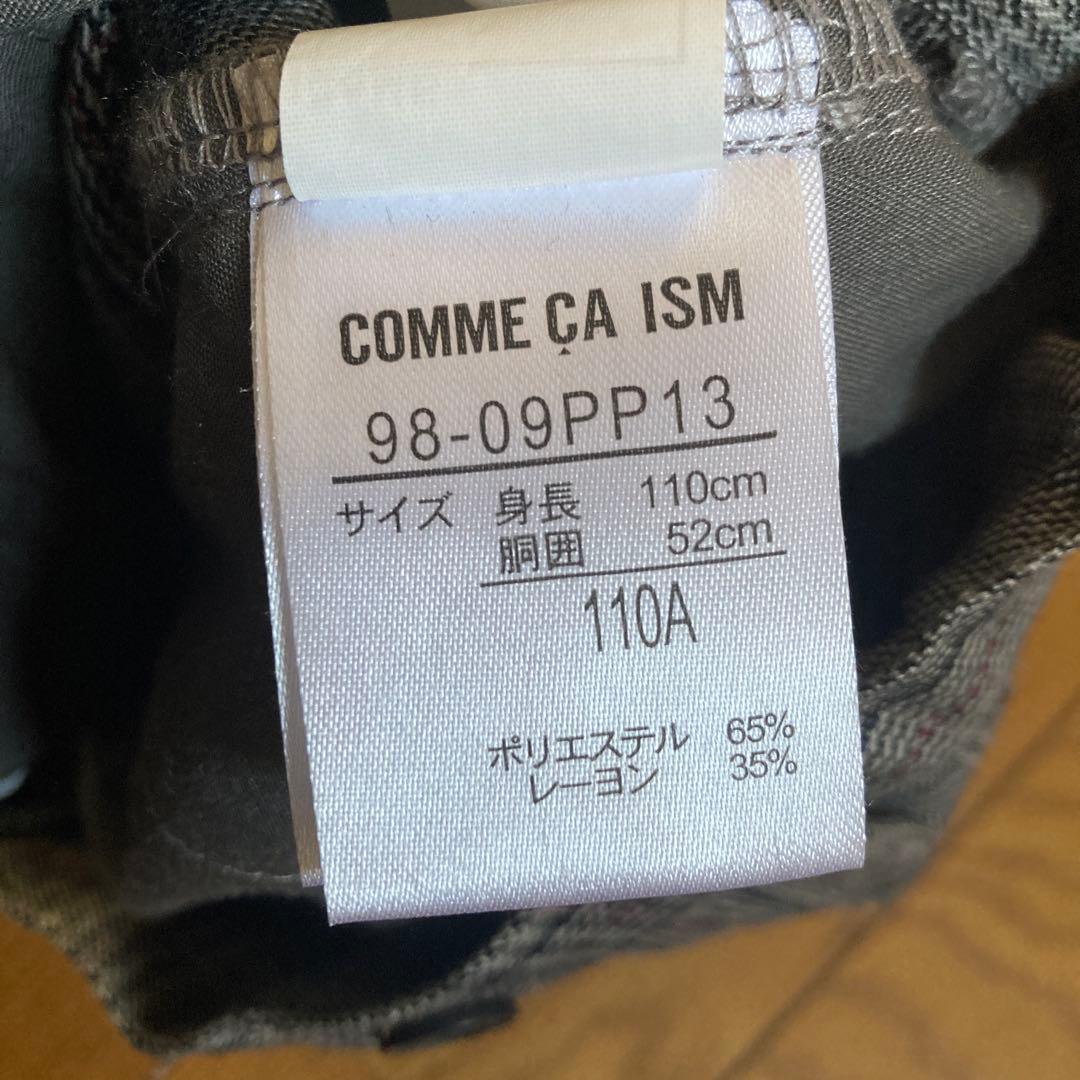 COMME ÇA ISM
98-09PP13
サイズ 身長 110cm
胴囲 52cm
110A
ポリエステル 65%
レーヨン 35%